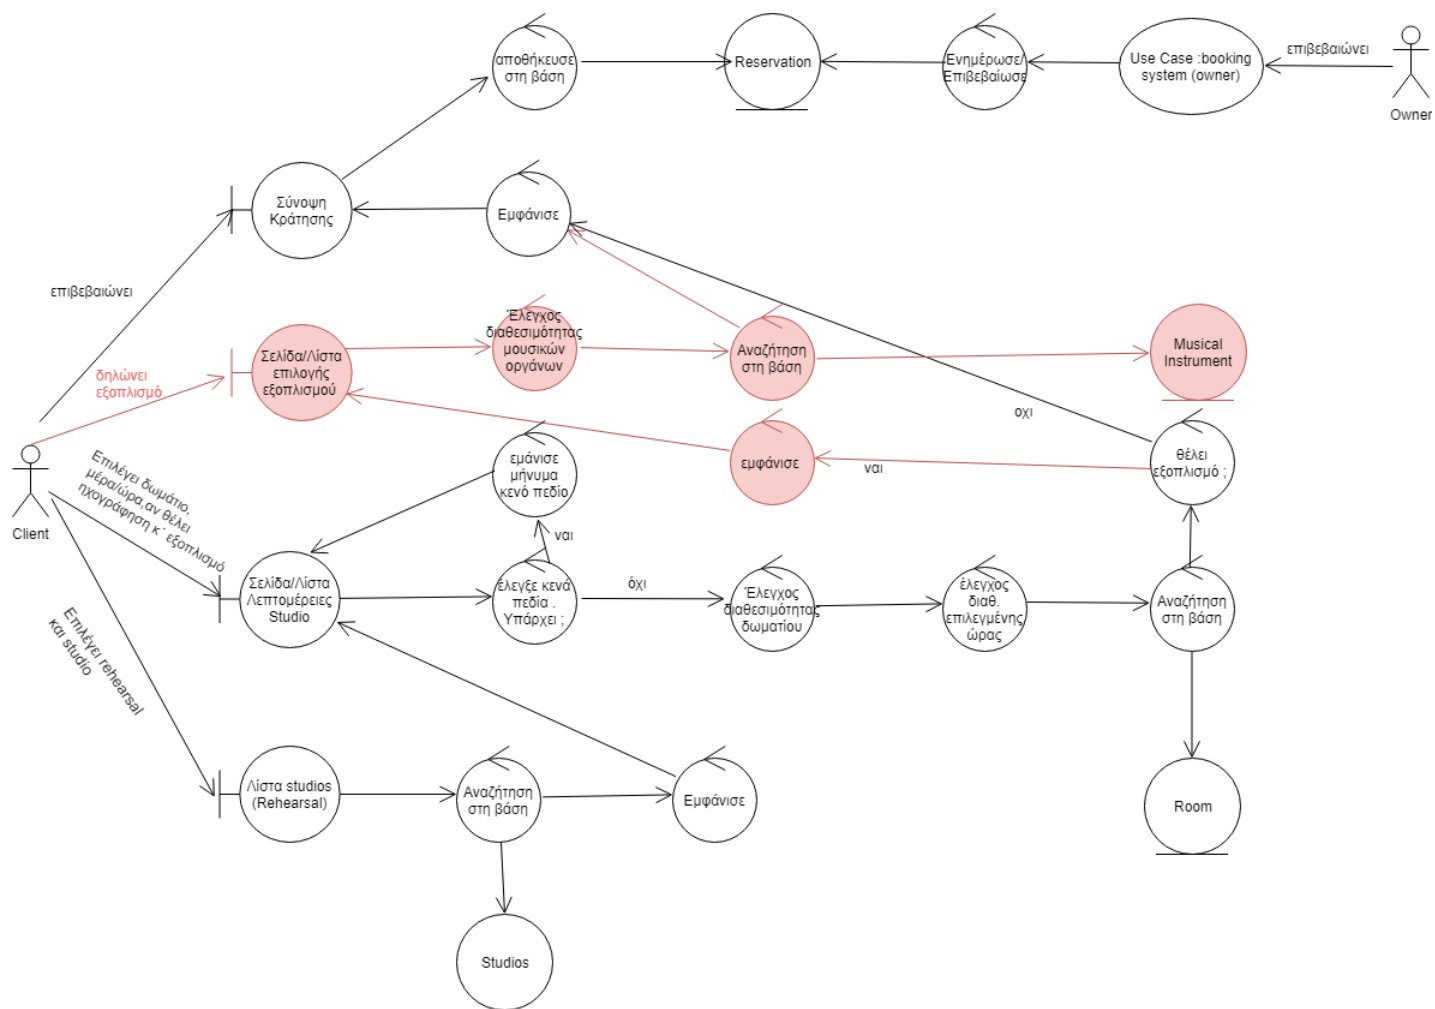 αποθήκευσε
στη βάση
Reservation
Ενημέρωσε/
Επιβεβαίωσε
Use Case :booking
system (owner)
επιβεβαιώνει
Owner
Σύνοψη
Κράτησης
Εμφάνισε
επιβεβαιώνει
Έλεγχος
διαθεσιμότητας
μουσικών
οργάνων
Σελίδα/Λίστα
επιλογής
εξοπλισμού
Αναζήτηση
στη βάση
Musical
Instrument
δηλώνει
εξοπλισμό
οχι
εμφάνισε
ναι
θέλει
εξοπλισμό ;
εμάνισε
μήνυμα
κενό πεδίο
Client
Επιλέγει δωμάτιο,
μέρα/ώρα,αν θέλει
ηχογράφηση κ΄ εξοπλισμό
ναι
Σελίδα/Λίστα
Λεπτομέρειες
Studio
έλεγξε κενά
πεδία .
Υπάρχει ;
όχι
Έλεγχος
διαθεσιμότητας
δωματίου
έλεγχος
διαθ.
επιλεγμένης
ώρας
Αναζήτηση
στη βάση
Επιλέγει rehearsal
και studio
Λίστα studios
(Rehearsal)
Αναζήτηση
στη βάση
Εμφάνισε
Room
Studios